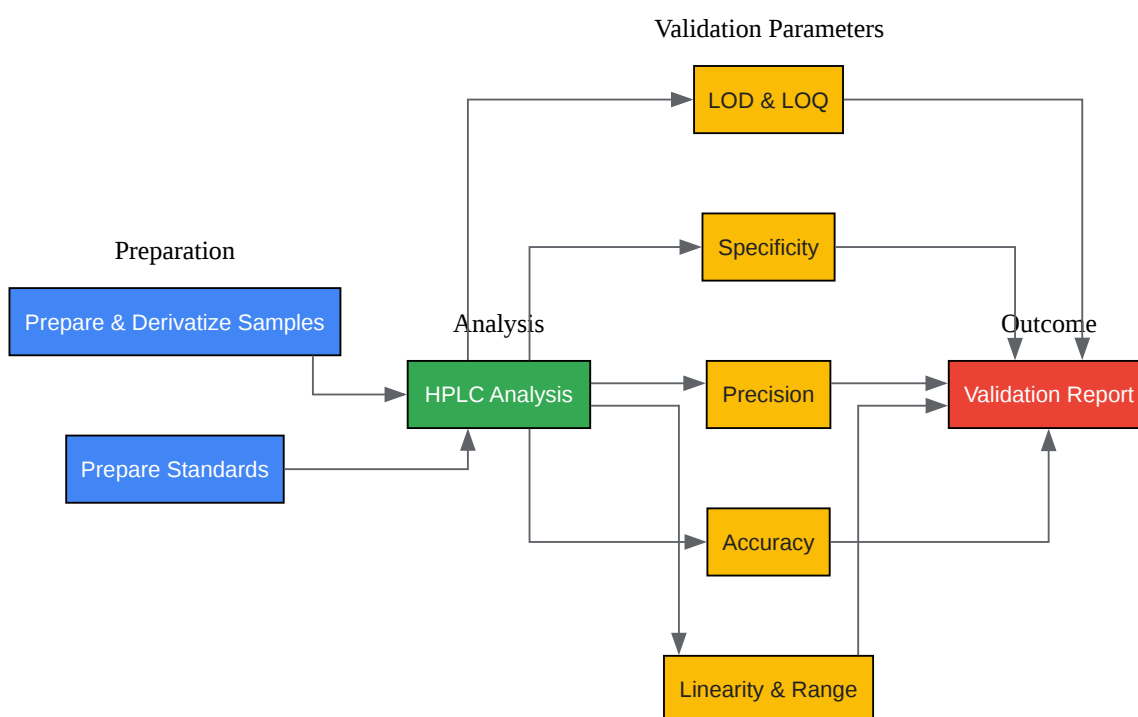 Validation Parameters
LOD & LOQ
Specificity
Preparation
Prepare & Derivatize Samples
Analysis
Outcome
HPLC Analysis
Precision
Validation Report
Prepare Standards
Accuracy
Linearity & Range